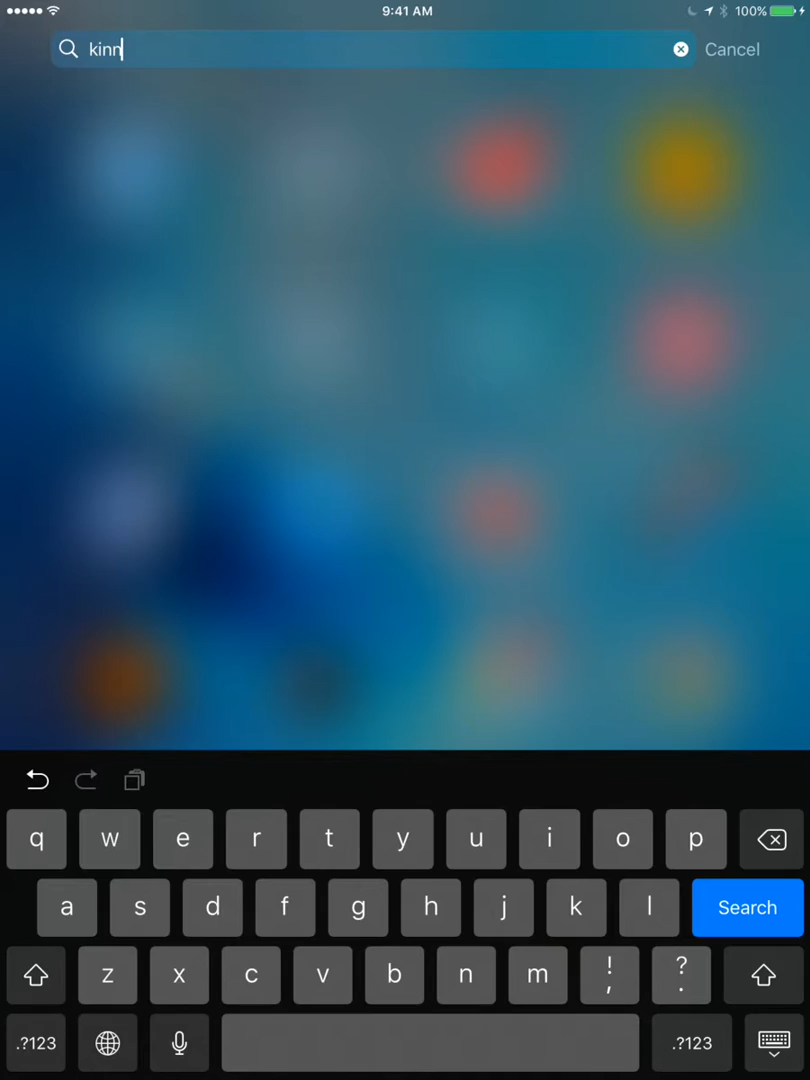 9:41 AM
100%
kinn
Cancel
q w e r t y u i o p
a s d f g h j k l Search
z x c v b n m ! , ? .
.?123 .?123